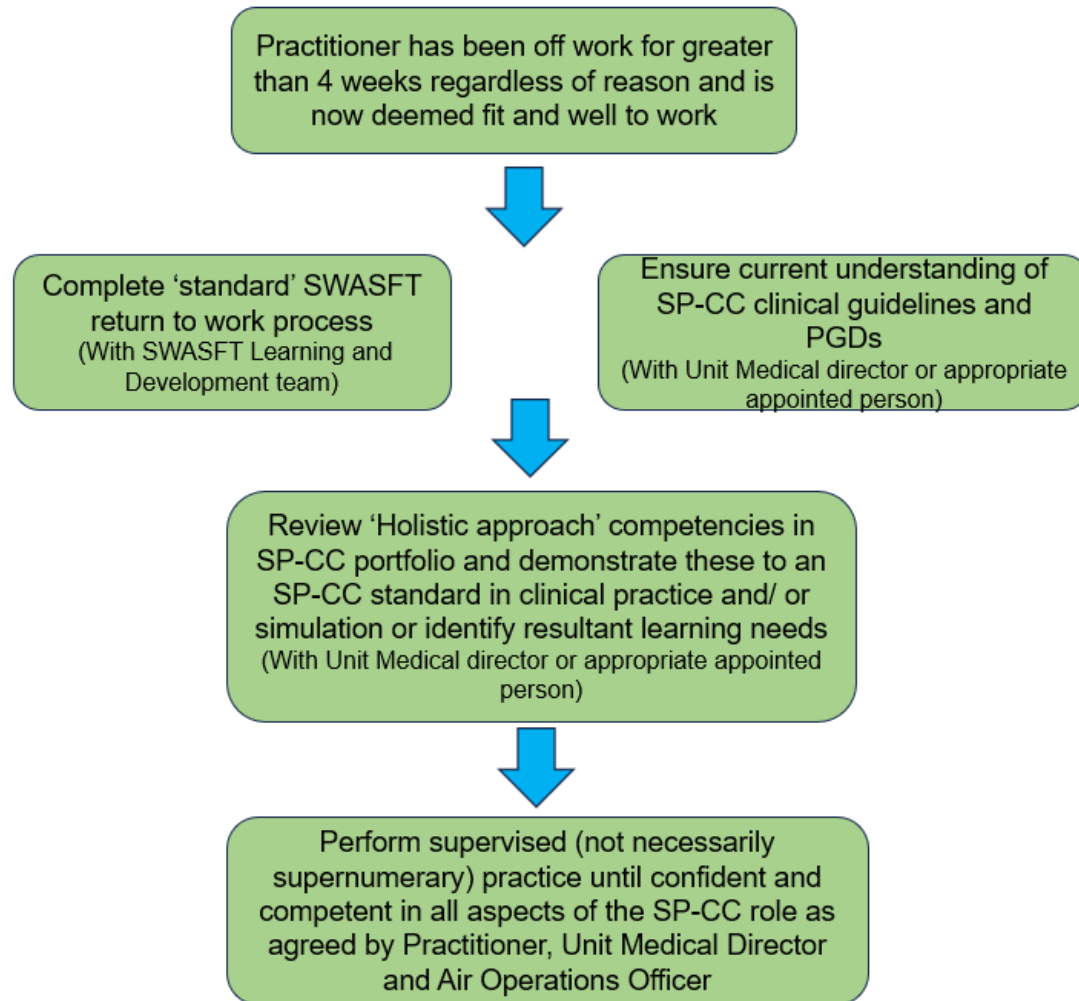 Practitioner has been off work for greater
than 4 weeks regardless of reason and is
now deemed fit and well to work
Complete ‘standard’ SWASFT
return to work process
(With SWASFT Learning and
Development team)
Ensure current understanding of
SP-CC clinical guidelines and
PGDs
(With Unit Medical director or appropriate
appointed person)
Review ‘Holistic approach’ competencies in
SP-CC portfolio and demonstrate these to an
SP-CC standard in clinical practice and/ or
simulation or identify resultant learning needs
(With Unit Medical director or appropriate appointed
person)
Perform supervised (not necessarily
supernumerary) practice until confident and
competent in all aspects of the SP-CC role as
agreed by Practitioner, Unit Medical Director
and Air Operations Officer